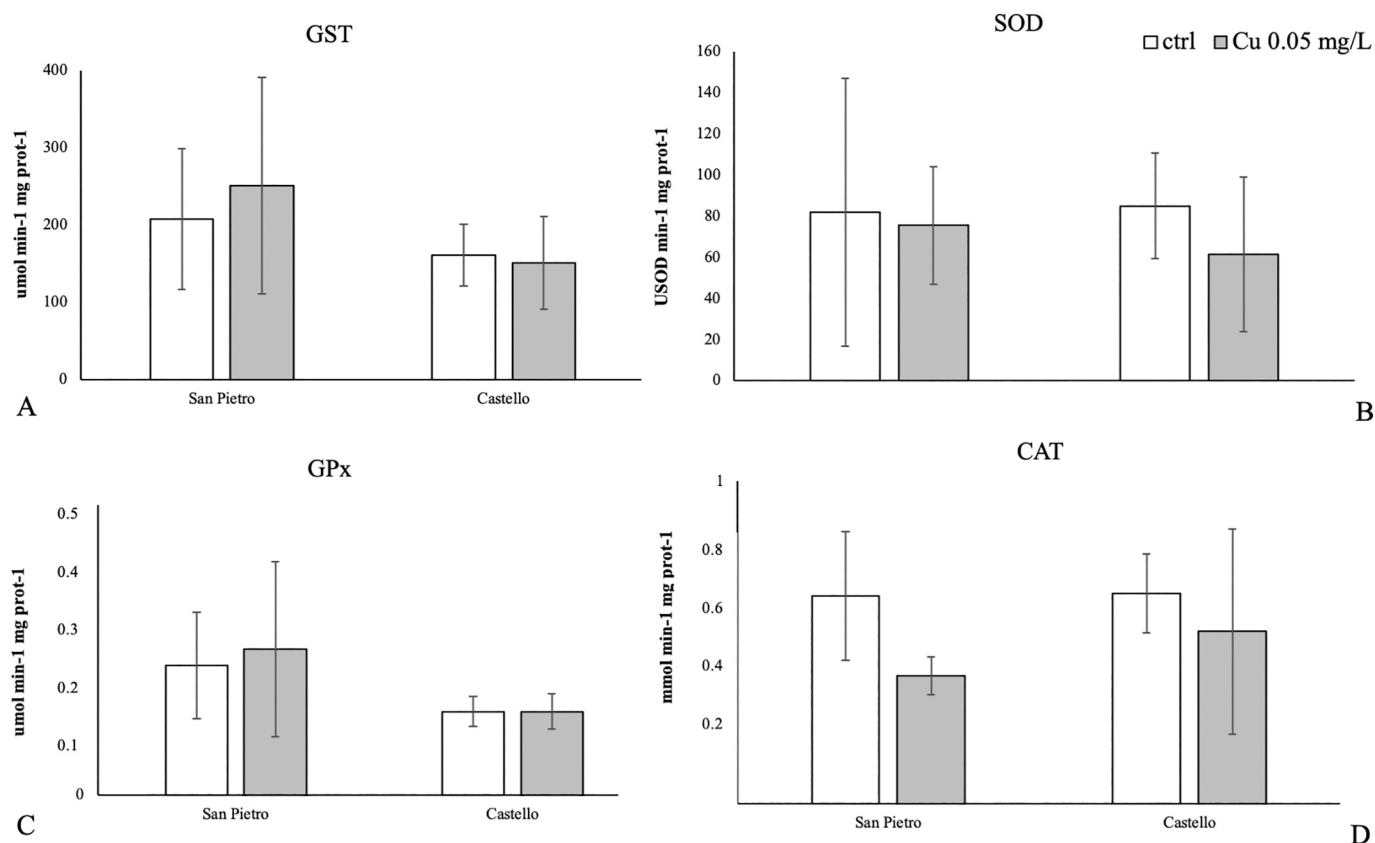 GST
400
300
200
100
0
umol min-1 mg prot-1
San Pietro
Castello
A
SOD
ctrl
Cu 0.05 mg/L
160
140
120
100
80
60
40
20
0
USOD min-1 mg prot-1
B
GPx
0.5
0.4
0.3
0.2
0.1
0
umol min-1 mg prot-1
San Pietro
Castello
C
CAT
1
0.8
0.6
0.4
0.2
mmol min-1 mg prot-1
San Pietro
Castello
D